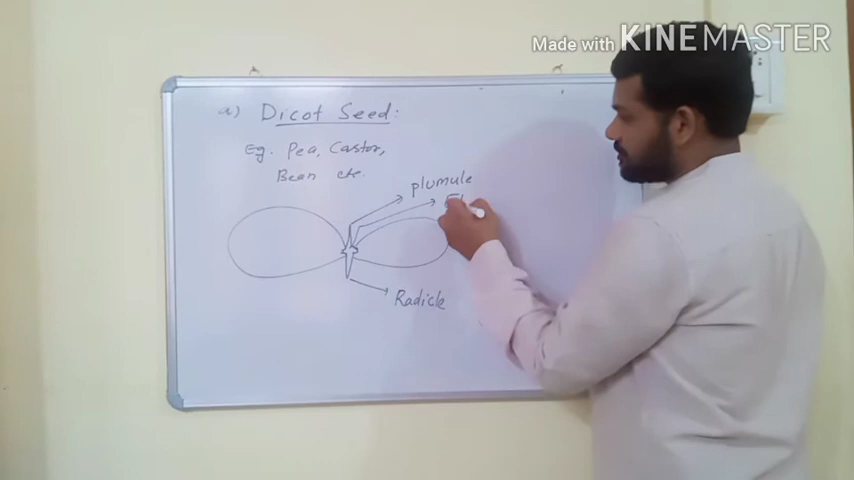 Made with KINEMASTER
a) Dicot Seed:
Eg. Pea, Castor,
Bean etc.
plumule
Radicle